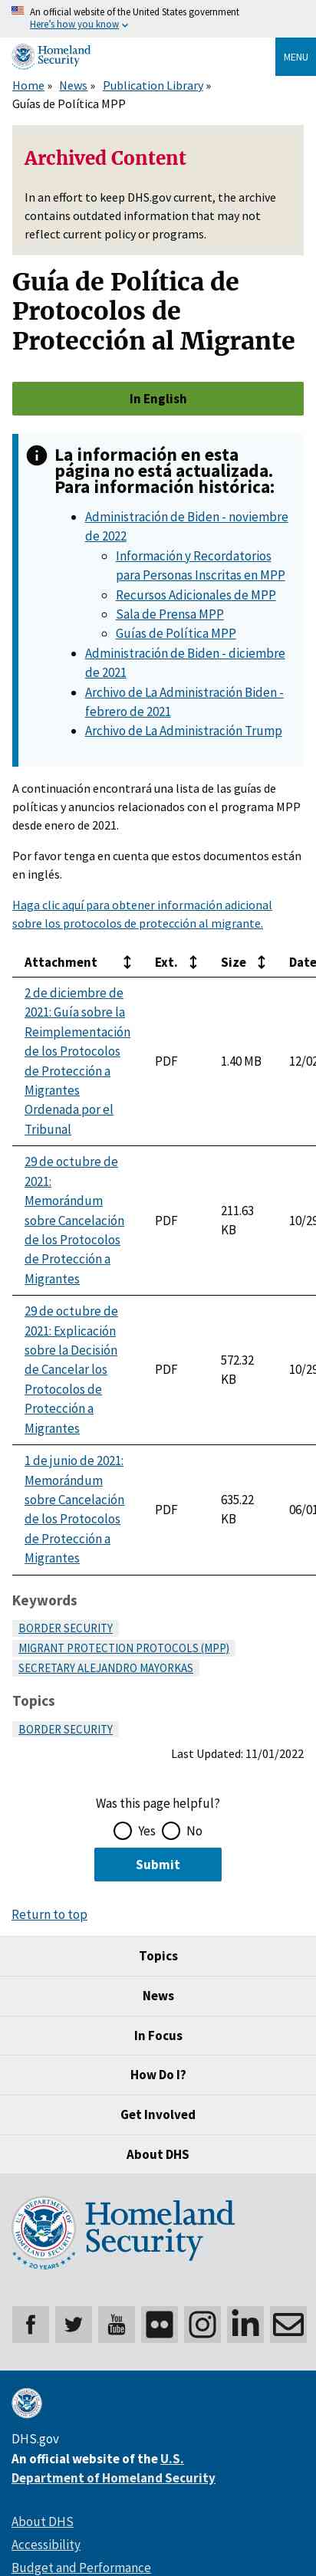 An official website of the United States government
Here's how you know
Homeland
Security
MENU
Home » News » Publication Library »
Guías de Política MPP
Archived Content
In an effort to keep DHS.gov current, the archive
contains outdated information that may not
reflect current policy or programs.
Guía de Política de
Protocolos de
Protección al Migrante
In English
La información en esta
página no está actualizada.
Para información histórica:
Administración de Biden - noviembre
de 2022
Información y Recordatorios
para Personas Inscritas en MPP
Recursos Adicionales de MPP
Sala de Prensa MPP
Guías de Política MPP
Administración de Biden - diciembre
de 2021
Archivo de La Administración Biden -
febrero de 2021
Archivo de La Administración Trump
A continuación encontrará una lista de las guías de
políticas y anuncios relacionados con el programa MPP
desde enero de 2021.
Por favor tenga en cuenta que estos documentos están
en inglés.
Haga clic aquí para obtener información adicional
sobre los protocolos de protección al migrante.
Attachment Ext. Size Date
2 de diciembre de
2021: Guía sobre la
Reimplementación
de los Protocolos
de Protección a
Migrantes
Ordenada por el
Tribunal
PDF
1.40 MB
12/02
29 de octubre de
2021:
Memorándum
sobre Cancelación
de los Protocolos
de Protección a
Migrantes
PDF
211.63
KB
10/29
29 de octubre de
2021: Explicación
sobre la Decisión
de Cancelar los
Protocolos de
Protección a
Migrantes
PDF
572.32
KB
10/29
1 de junio de 2021:
Memorándum
sobre Cancelación
de los Protocolos
de Protección a
Migrantes
PDF
635.22
KB
06/01
Keywords
BORDER SECURITY
MIGRANT PROTECTION PROTOCOLS (MPP)
SECRETARY ALEJANDRO MAYORKAS
Topics
BORDER SECURITY
Last Updated: 11/01/2022
Was this page helpful?
Yes No
Submit
Return to top
Topics
News
In Focus
How Do I?
Get Involved
About DHS
U.S. DEPARTMENT OF HOMELAND SECURITY
20 YEARS
Homeland
Security
You
Tube
DHS.gov
An official website of the U.S.
Department of Homeland Security
About DHS
Accessibility
Budget and Performance